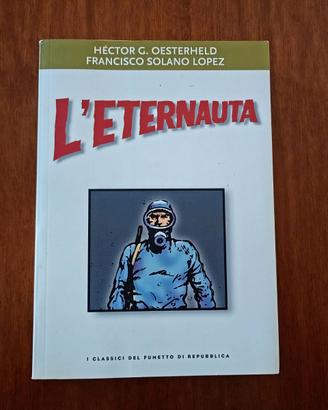 HÉCTOR G. OESTERHELD
FRANCISCO SOLANO LOPEZ
L'ETERNAUTA
I CLASSICI DEL FUMETTO DI REPUBBLICA